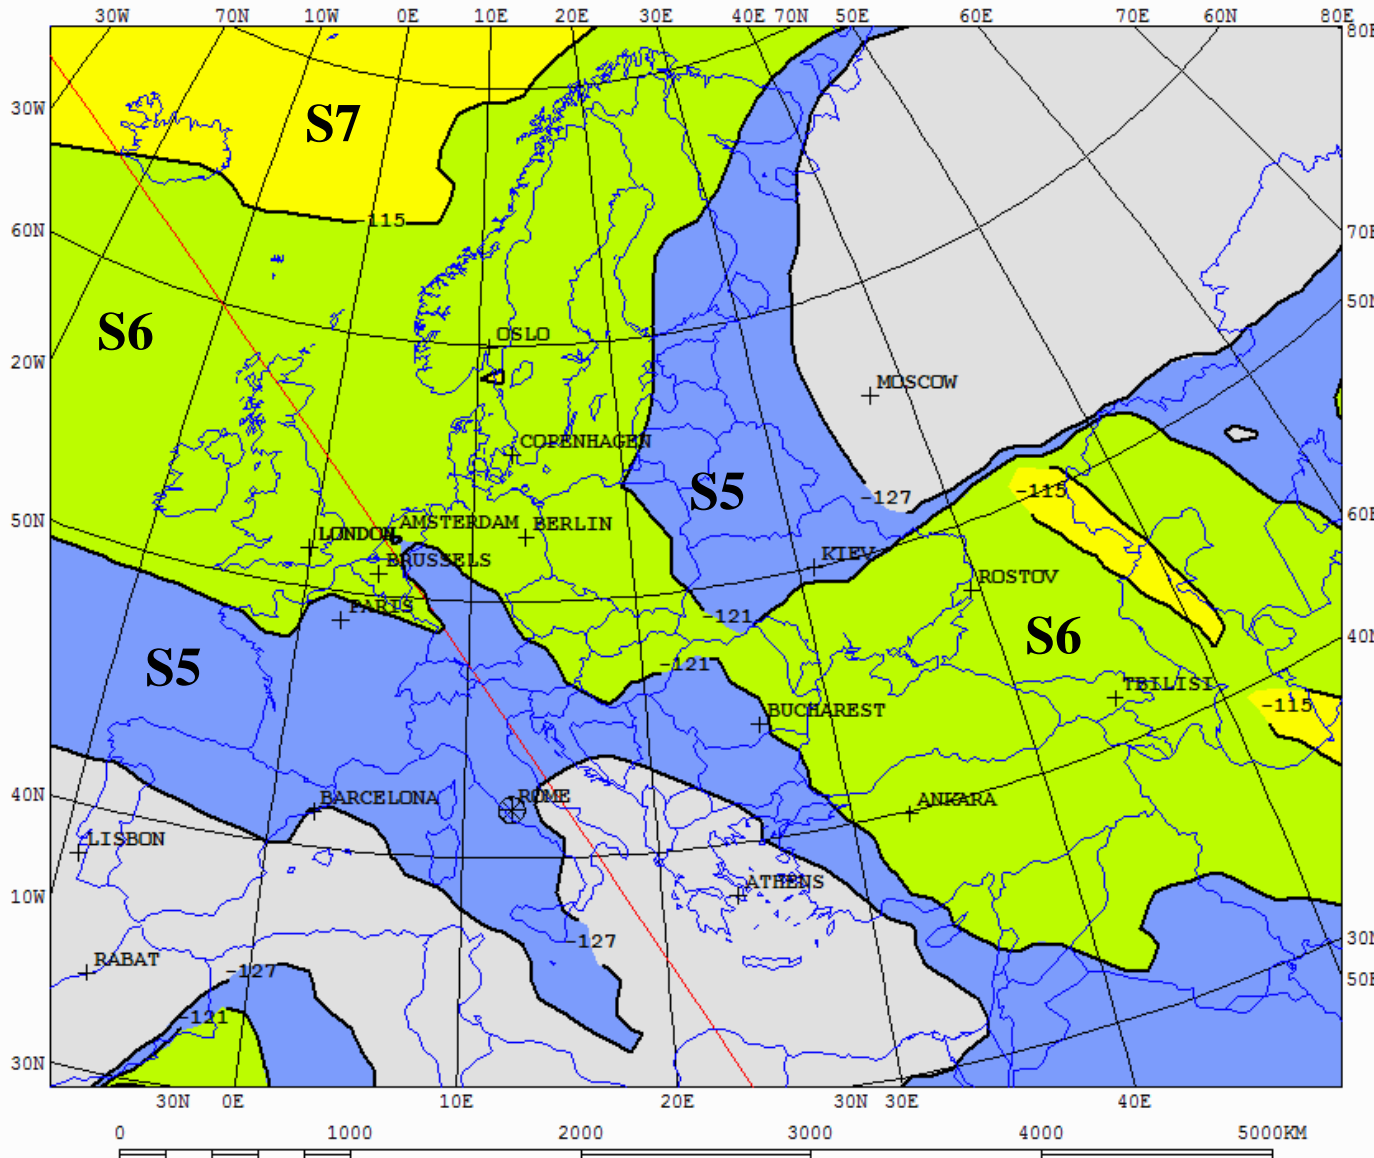 30W 70N 10W 0E 10E 20E 30E 40E 70N 50E 60E 70E 60N 80E
80E
30W
S7
60N
-115
70E
50N
S6
OSLO
20W
MOSCOW
COPENHAGEN
S5
-127
-115
50N
AMSTERDAM
BERLIN
60E
LONDON
BRUSSELS
KIEV
ROSTOV
PARIS
-121
S6
40N
S5
-121
TBILISI
-115
BUCHAREST
40N
BARCELONA
ROME
ANKARA
LISBON
10W
ATHENS
-127
30N
RABAT
-127
50E
-121
30N
30N 0E 10E 20E 30N 30E 40E
0 1000 2000 3000 4000 5000KM